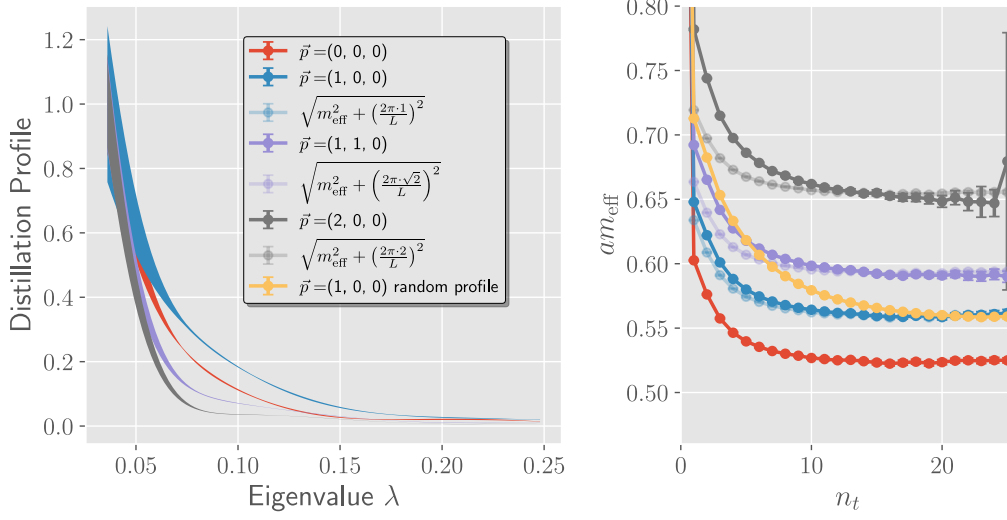 1.2
1.0
0.8
0.6
0.4
0.2
0.0
Distillation Profile
0.05
0.10
0.15
0.20
0.25
Eigenvalue λ
p⃗ =(0, 0, 0)
p⃗ =(1, 0, 0)
√(m²_eff + (2π·1/L)²)
p⃗ =(1, 1, 0)
√(m²_eff + (2π·√2/L)²)
p⃗ =(2, 0, 0)
√(m²_eff + (2π·2/L)²)
p⃗ =(1, 0, 0) random profile
0.80
0.75
0.70
0.65
0.60
0.55
0.50
am_eff
0
10
20
n_t